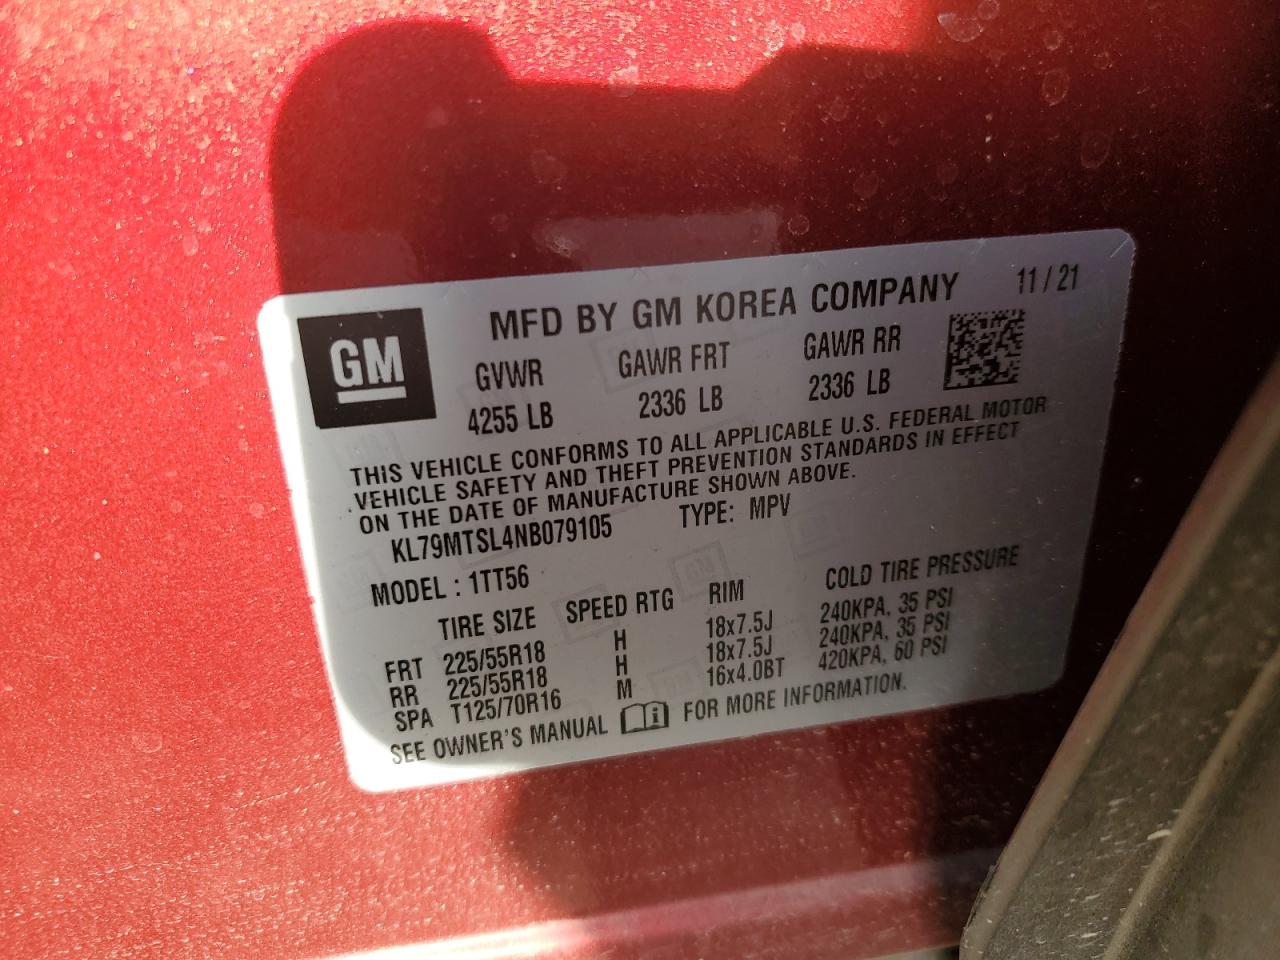 GM
MFD BY GM KOREA COMPANY 11/21
GVWR GAWR FRT GAWR RR
4255 LB 2336 LB 2336 LB
THIS VEHICLE CONFORMS TO ALL APPLICABLE U.S. FEDERAL MOTOR
VEHICLE SAFETY AND THEFT PREVENTION STANDARDS IN EFFECT
ON THE DATE OF MANUFACTURE SHOWN ABOVE.
KL79MTSL4NB079105 TYPE: MPV
MODEL : 1TT56
TIRE SIZE SPEED RTG RIM COLD TIRE PRESSURE
FRT 225/55R18 H 18x7.5J 240KPA, 35 PSI
RR 225/55R18 H 18x7.5J 240KPA, 35 PSI
SPA T125/70R16 M 16x4.0BT 420KPA, 60 PSI
SEE OWNER'S MANUAL FOR MORE INFORMATION.